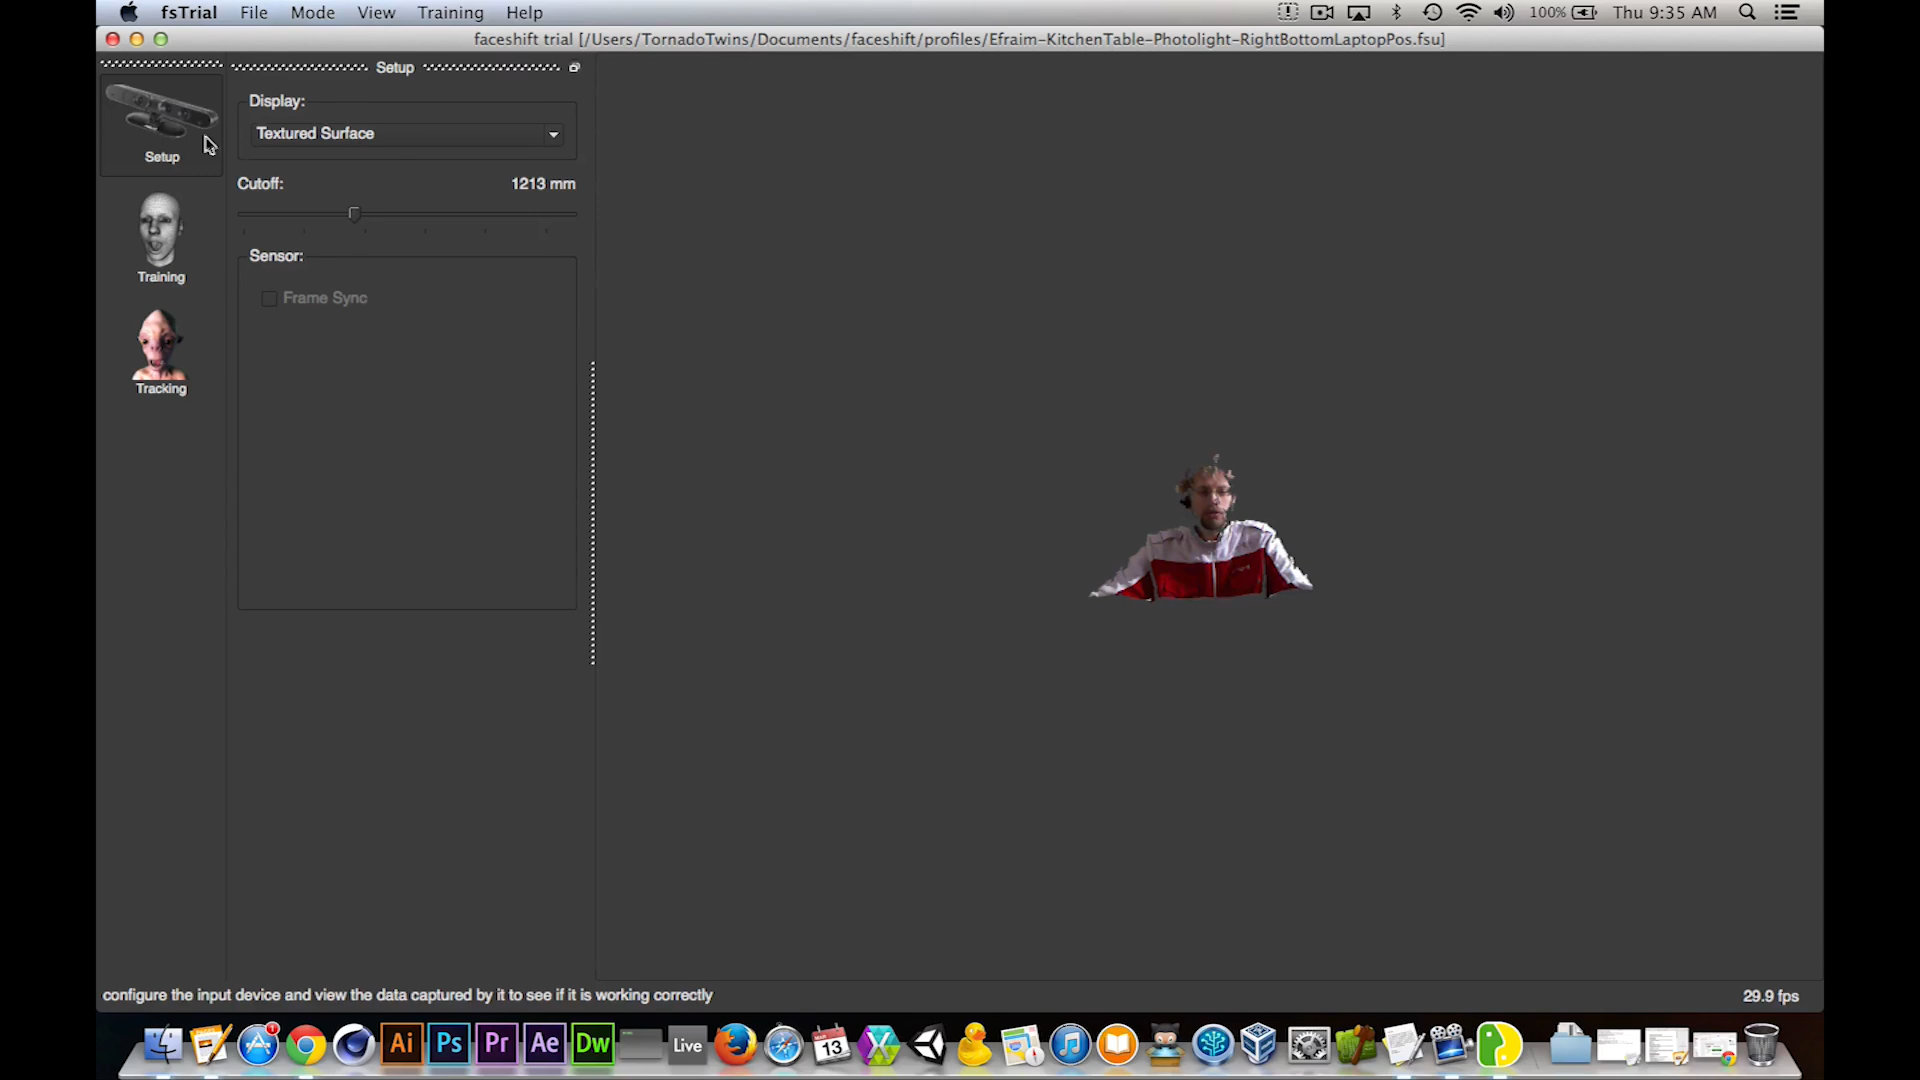 fsTrial File Mode View Training Help 100% Thu 9:35 AM
faceshift trial [/Users/TornadoTwins/Documents/faceshift/profiles/Efraim-KitchenTable-Photolight-RightBottomLaptopPos.fsu]
Setup
Setup
Training
Tracking
Display:
Textured Surface
Cutoff: 1213 mm
Sensor:
Frame Sync
configure the input device and view the data captured by it to see if it is working correctly 29.9 fps
1 Ai Ps Pr Ae Dw Live 13